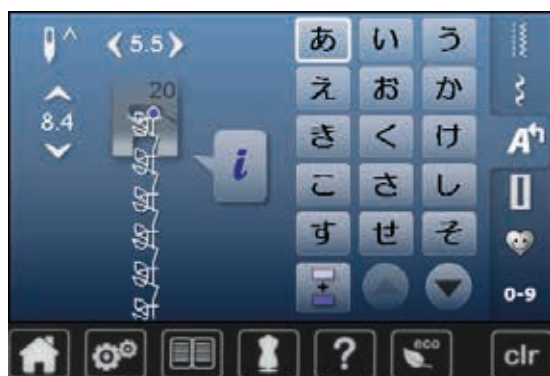 5.5
8.4
20
i
あ い う
え お か
き く け
こ さ し
す せ そ
+
A
0-9
?
eco
clr